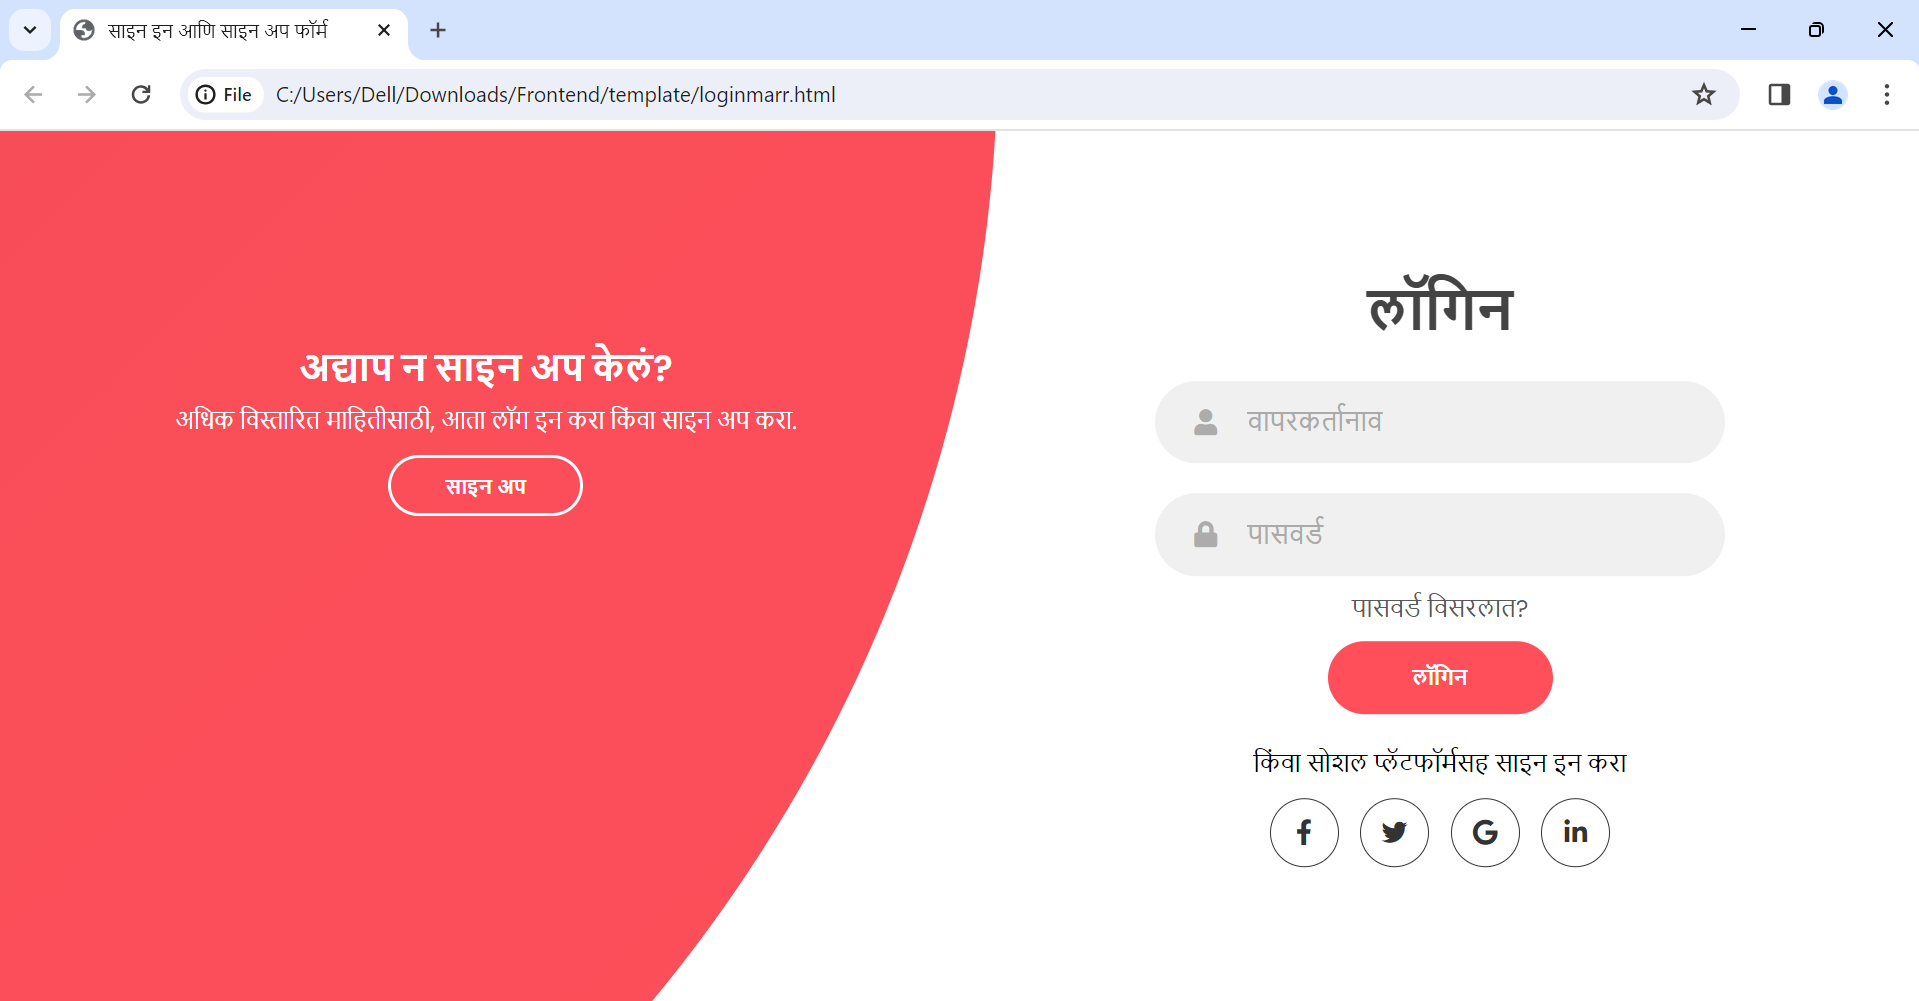 साइन इन आणि साइन अप फॉर्म
File C:/Users/Dell/Downloads/Frontend/template/loginmarr.html
अद्याप न साइन अप केलं?
अधिक विस्तारित माहितीसाठी, आता लॉग इन करा किंवा साइन अप करा.
साइन अप
लॉगिन
वापरकर्तानाव
पासवर्ड
पासवर्ड विसरलात?
लॉगिन
किंवा सोशल प्लॅटफॉर्मसह साइन इन करा